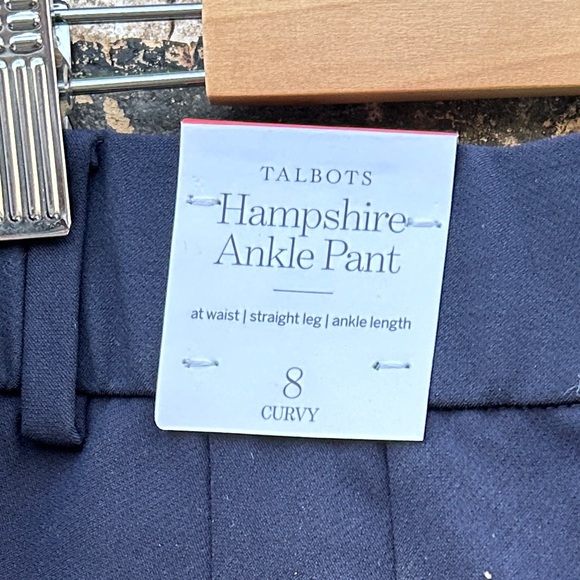 TALBOTS
Hampshire
Ankle Pant
at waist | straight leg | ankle length
8
CURVY